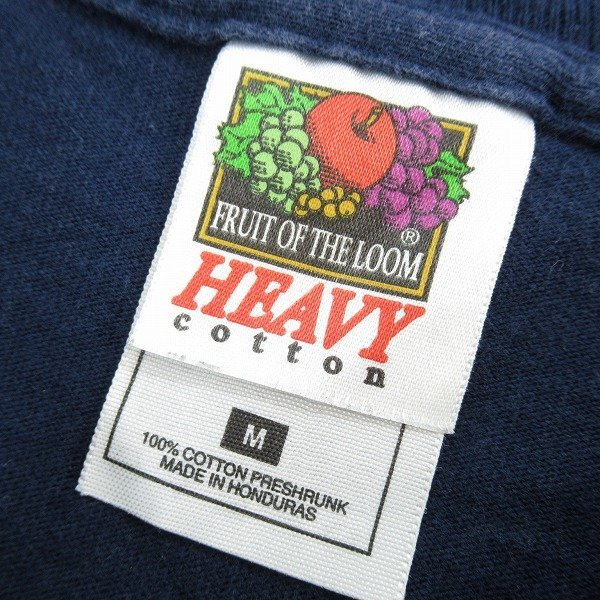 FRUIT OF THE LOOM®
HEAVY
cotton
M
100% COTTON PRESHRUNK
MADE IN HONDURAS